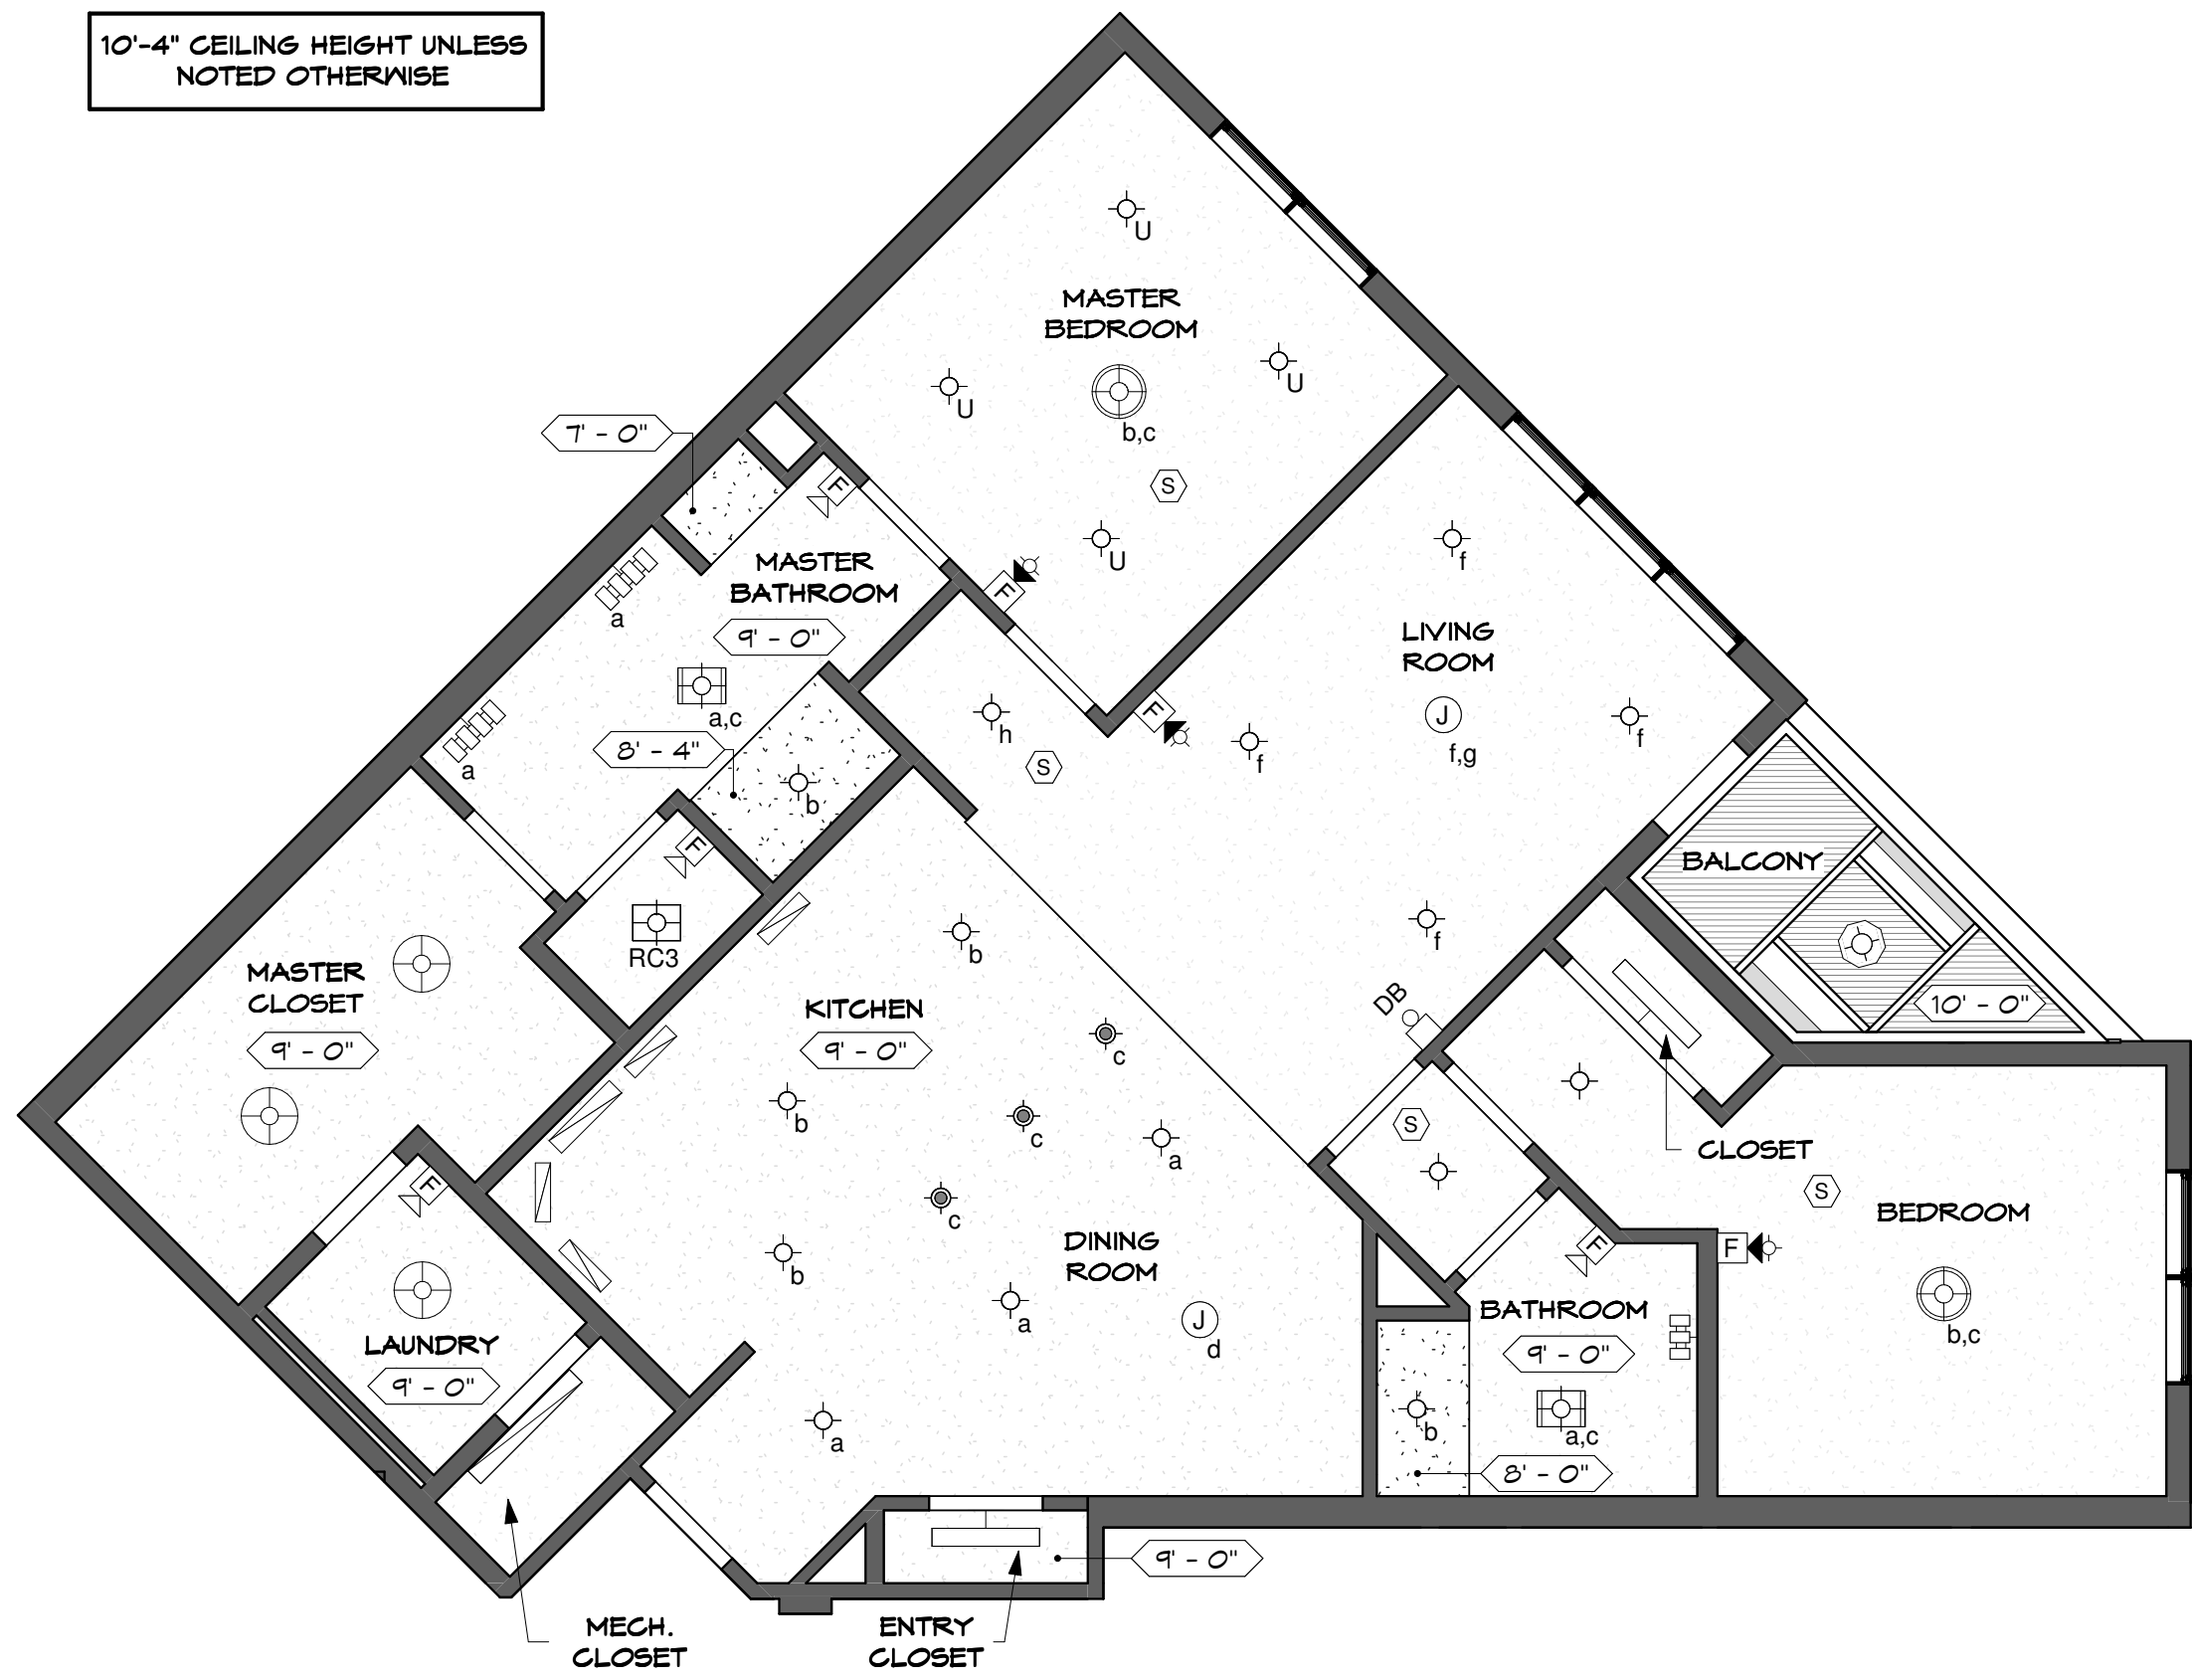 10'-4" CEILING HEIGHT UNLESS
NOTED OTHERWISE
U
MASTER
BEDROOM
U
U
b,c
7' - 0"
S
F
U
f
F
MASTER
BATHROOM
a
9' - 0"
LIVING
ROOM
F
a,c
h
f
J
f
f,g
8' - 4"
S
a
b
F
BALCONY
f
b
RC3
MASTER
CLOSET
9' - 0"
KITCHEN
9' - 0"
DB
10' - 0"
c
b
c
a
S
CLOSET
F
c
S
BEDROOM
b
DINING
ROOM
F
F
a
J
d
BATHROOM
9' - 0"
b,c
LAUNDRY
9' - 0"
a
b
a,c
8' - 0"
9' - 0"
MECH.
CLOSET
ENTRY
CLOSET